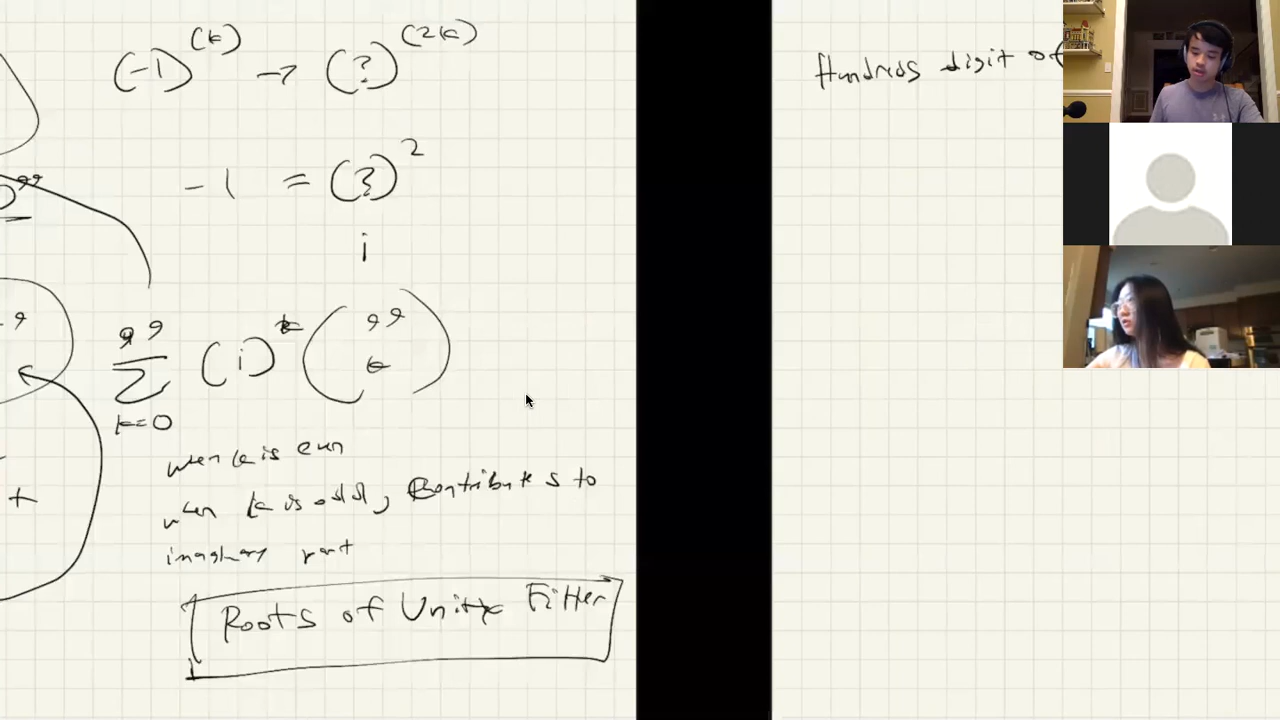 (-1)^(k) → (?)^(2k)
-1 = (?)^2
i
99
99 ∑ k=0 (i)^k (99 k)
when k is even
when k is odd, contributes to
imaginary part
Roots of Unity Filter
+
Hundreds digit of